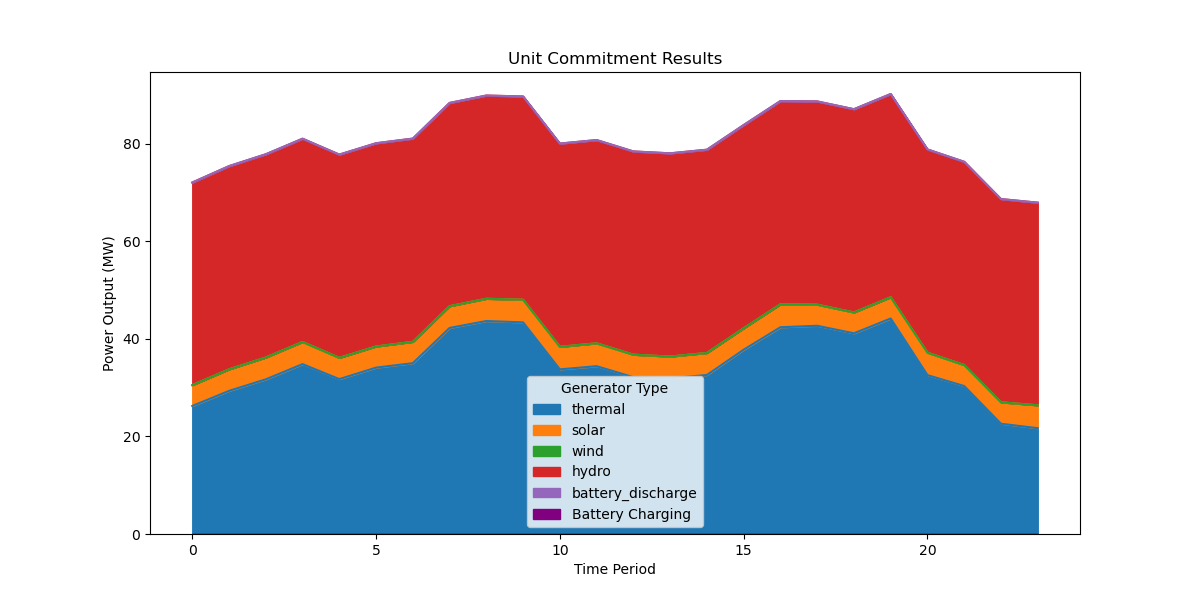 Unit Commitment Results
Power Output (MW)
80
60
40
20
0
Generator Type
thermal
solar
wind
hydro
battery_discharge
Battery Charging
0 5 10 15 20
Time Period